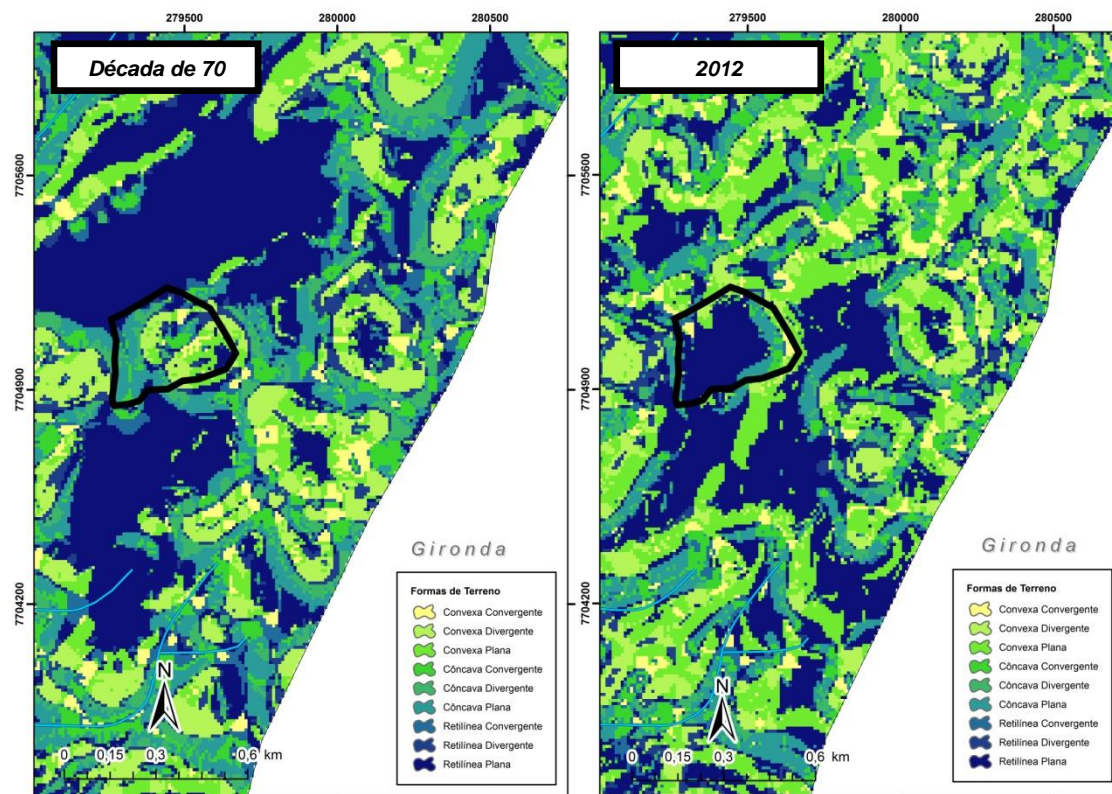 279500 280000 280500
Década de 70
7705600
7704900
7704200
Gironda
Formas de Terreno
Convexa Convergente
Convexa Divergente
Convexa Plana
Côncava Convergente
Côncava Divergente
Côncava Plana
Retilínea Convergente
Retilínea Divergente
Retilínea Plana
N
0 0,15 0,3 0,6 km
279500 280000 280500
2012
7705600
7704900
7704200
Gironda
Formas de Terreno
Convexa Convergente
Convexa Divergente
Convexa Plana
Côncava Convergente
Côncava Divergente
Côncava Plana
Retilínea Convergente
Retilínea Divergente
Retilínea Plana
N
0 0,15 0,3 0,6 km